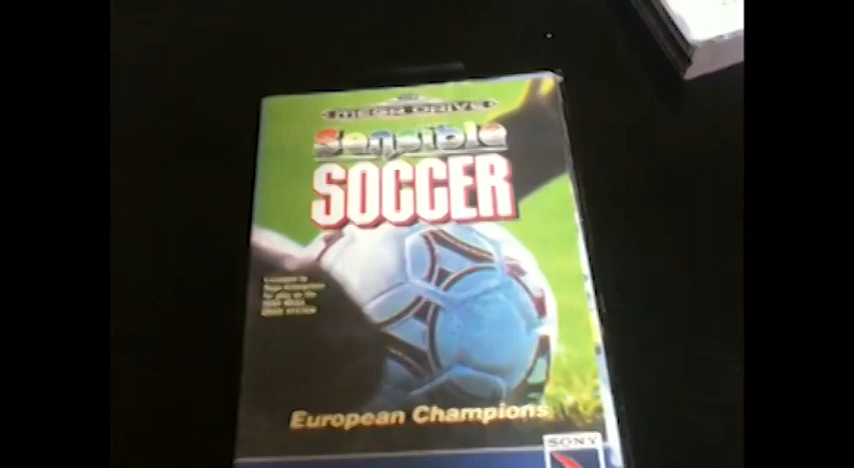 MEGA DRIVE
Sensible
SOCCER
European Champions
SONY